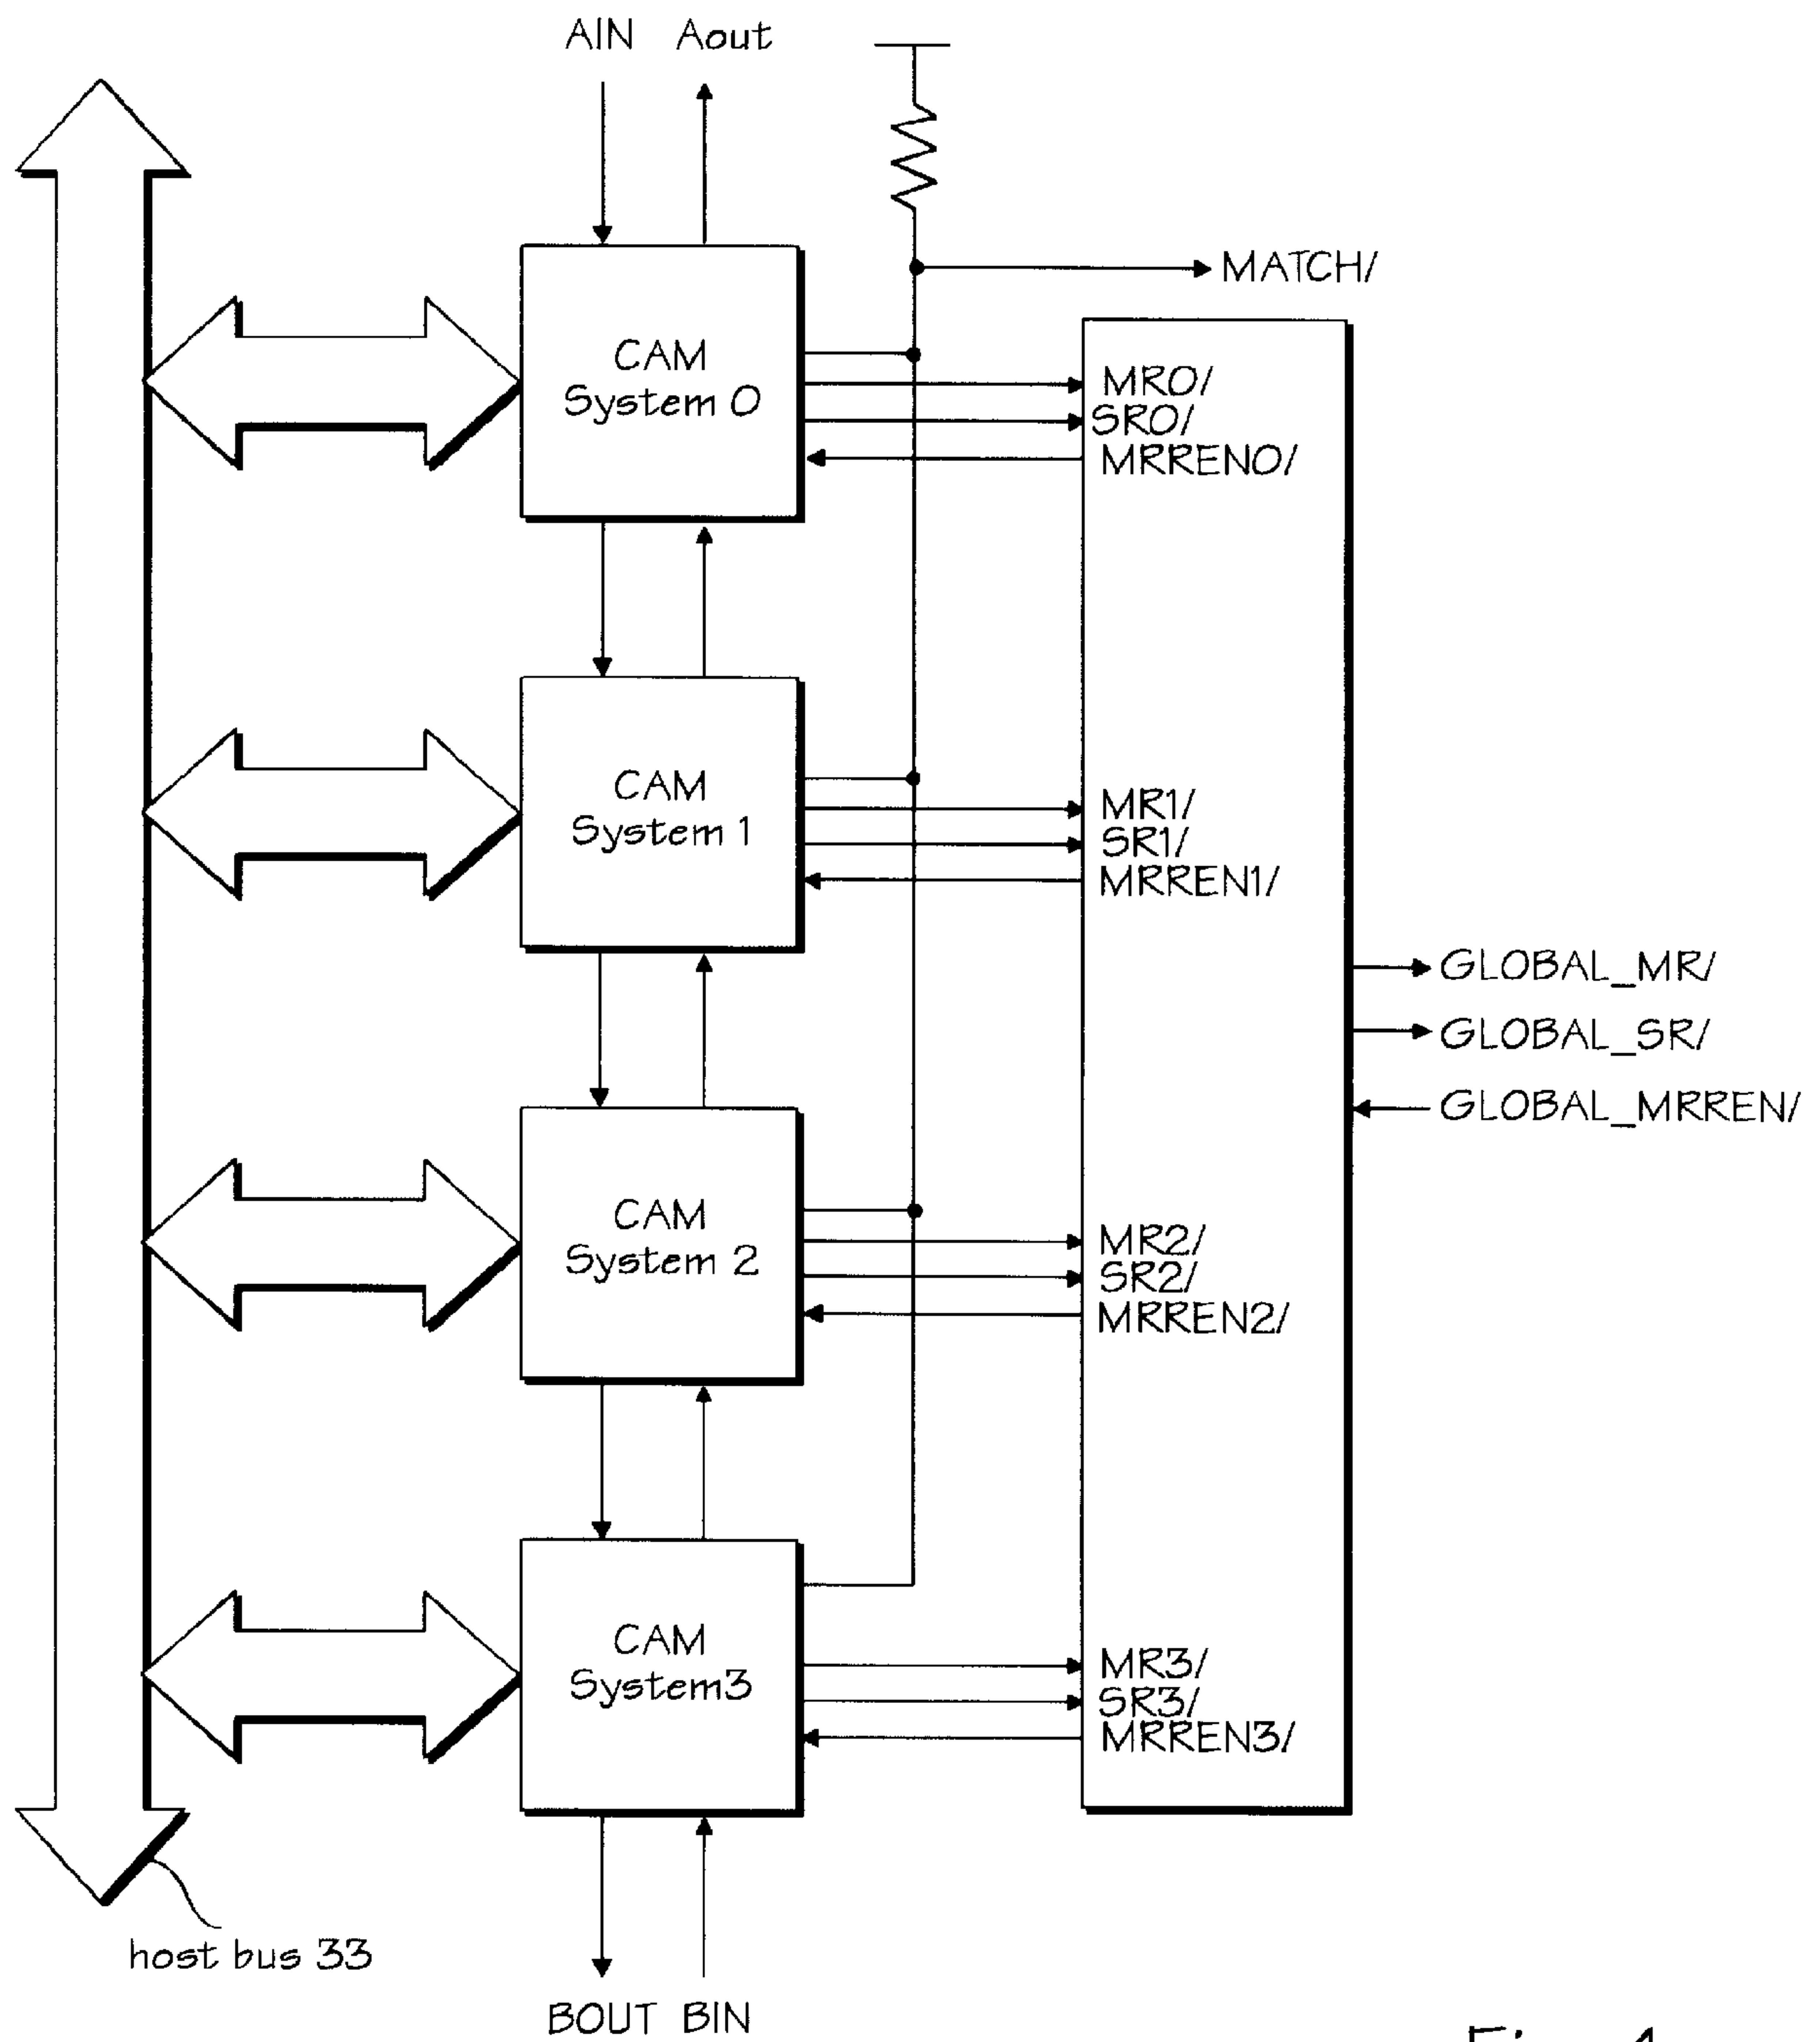 AIN Aout
MATCH/
CAM
System 0
MR0/
SR0/
MRREN0/
CAM
System 1
MR1/
SR1/
MRREN1/
GLOBAL_MR/
GLOBAL_SR/
GLOBAL_MRREN/
CAM
System 2
MR2/
SR2/
MRREN2/
CAM
System3
MR3/
SR3/
MRREN3/
host bus 33
BOUT BIN